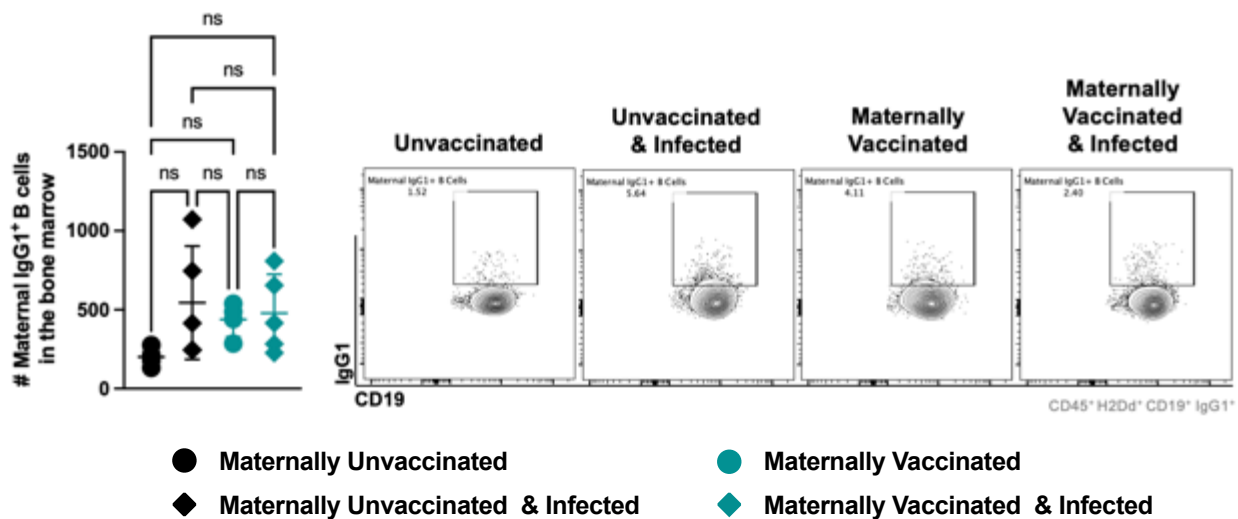 ns
ns
ns
ns ns ns
# Maternal IgG1⁺ B cells
in the bone marrow
1500
1000
500
0
Unvaccinated
Unvaccinated
& Infected
Maternally
Vaccinated
Maternally
Vaccinated
& Infected
Maternal IgG1+ B Cells
1.52
Maternal IgG1+ B Cells
5.64
Maternal IgG1+ B Cells
4.11
Maternal IgG1+ B Cells
2.40
IgG1
CD19
CD45⁺ H2Dd⁺ CD19⁺ IgG1⁺
Maternally Unvaccinated
Maternally Vaccinated
Maternally Unvaccinated & Infected
Maternally Vaccinated & Infected